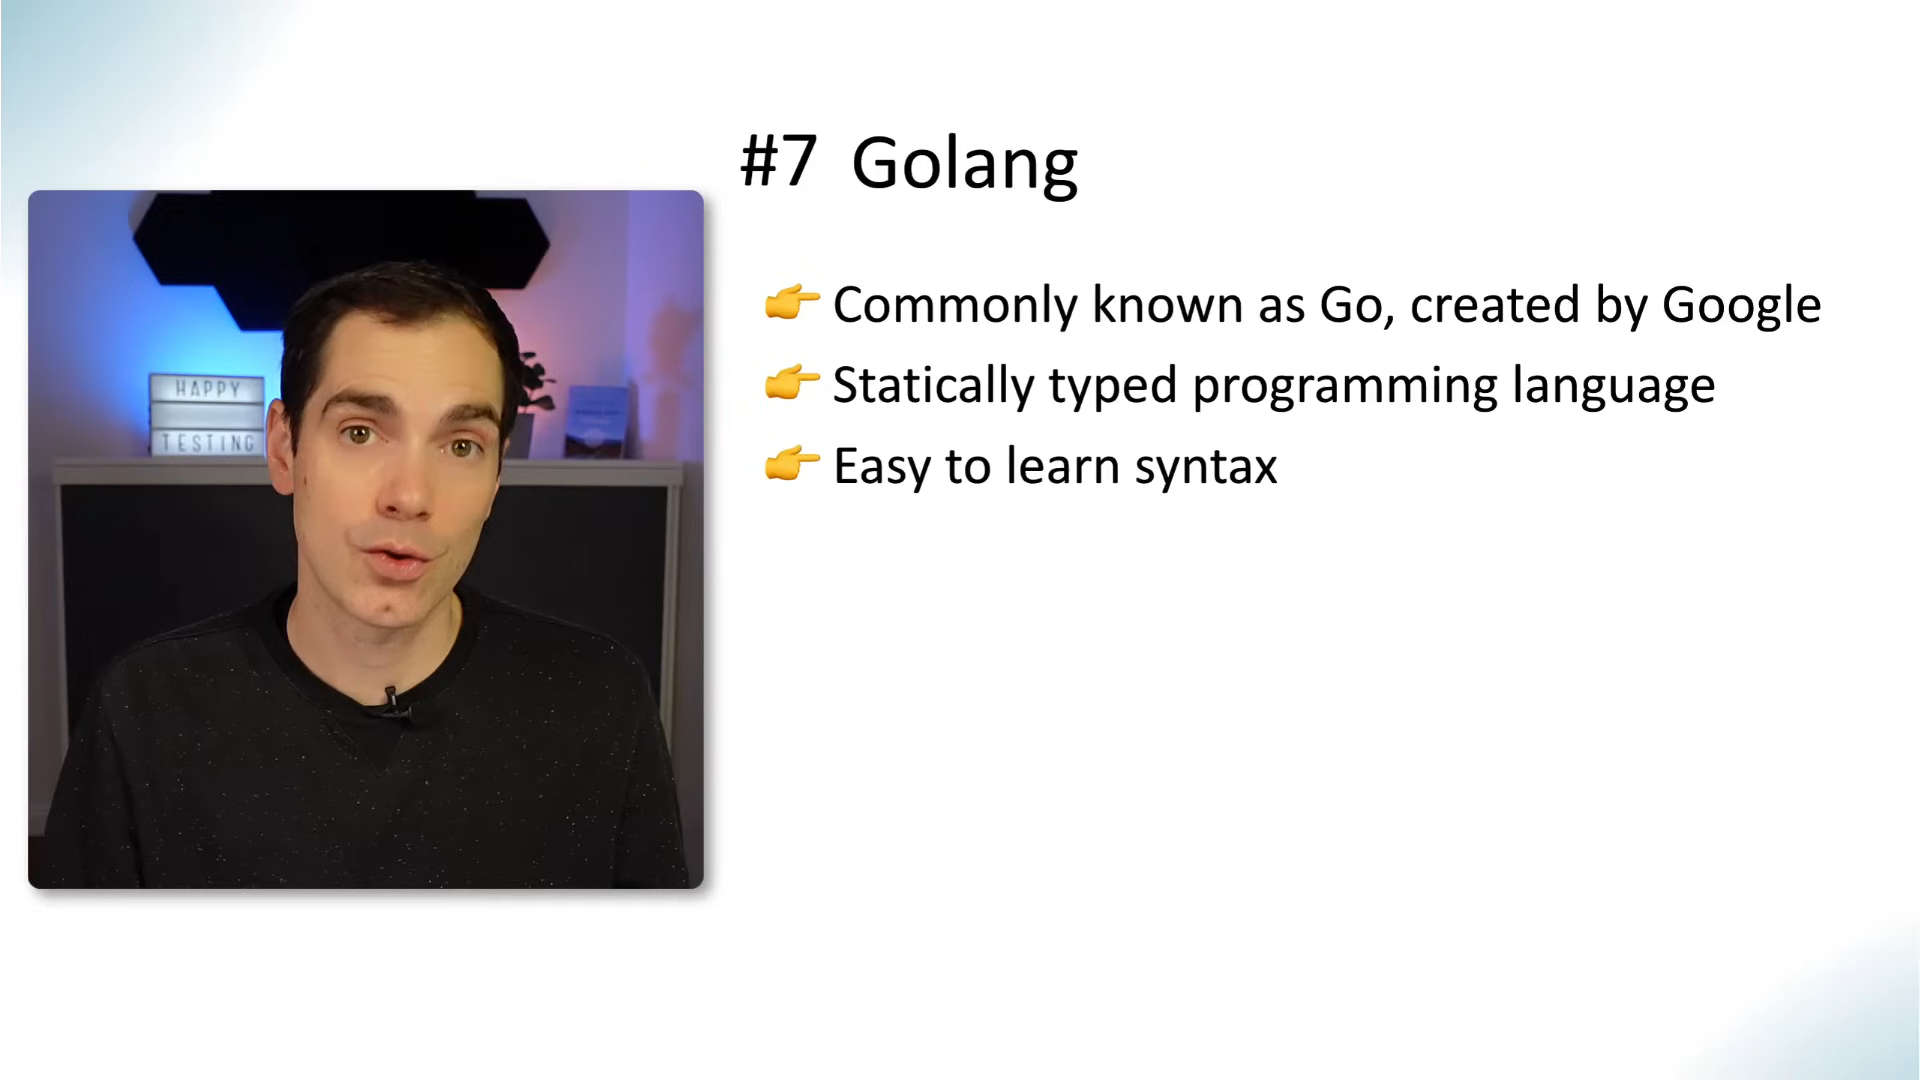 #7 Golang
👉 Commonly known as Go, created by Google
👉 Statically typed programming language
👉 Easy to learn syntax
HAPPY
TESTING